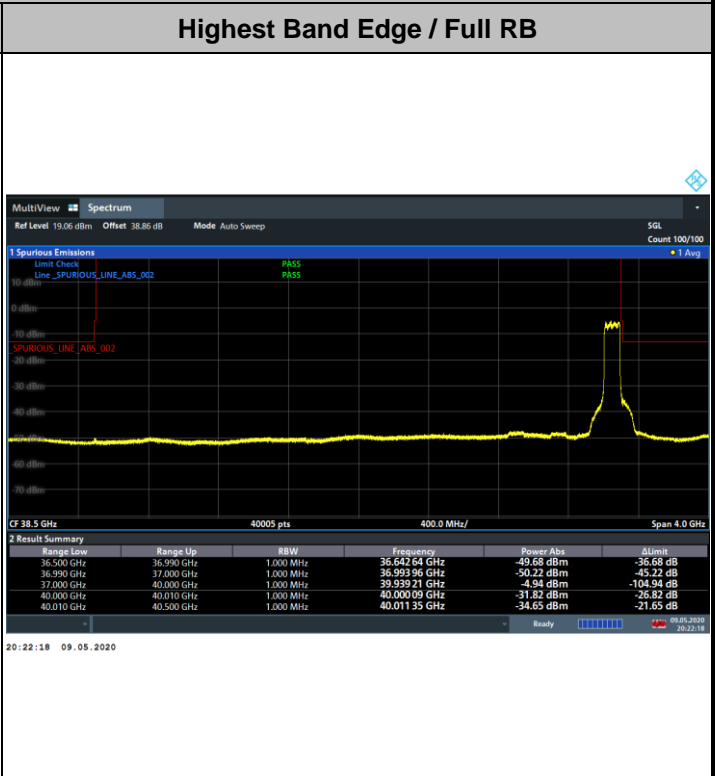 Highest Band Edge / Full RB
MultiView Spectrum
Ref Level 19.06 dBm Offset 38.86 dB Mode Auto Sweep SGL
Count 100/100
1 Spurious Emissions 1 Avg
Limit Check PASS
Line _SPURIOUS_LINE_ABS_002 PASS
10 dBm
0 dBm
-10 dBm
_SPURIOUS_LINE_ABS_002
-20 dBm
-30 dBm
-40 dBm
-50 dBm
-60 dBm
-70 dBm
CF 38.5 GHz 40005 pts 400.0 MHz/ Span 4.0 GHz
2 Result Summary
Range Low Range Up RBW Frequency Power Abs ΔLimit
36.500 GHz 36.990 GHz 1.000 MHz 36.642 64 GHz -49.68 dBm -36.68 dB
36.990 GHz 37.000 GHz 1.000 MHz 36.993 96 GHz -50.22 dBm -45.22 dB
37.000 GHz 40.000 GHz 1.000 MHz 39.939 21 GHz -4.94 dBm -104.94 dB
40.000 GHz 40.010 GHz 1.000 MHz 40.000 09 GHz -31.82 dBm -26.82 dB
40.010 GHz 40.500 GHz 1.000 MHz 40.011 35 GHz -34.65 dBm -21.65 dB
Ready 09.05.2020
20:22:18
20:22:18 09.05.2020